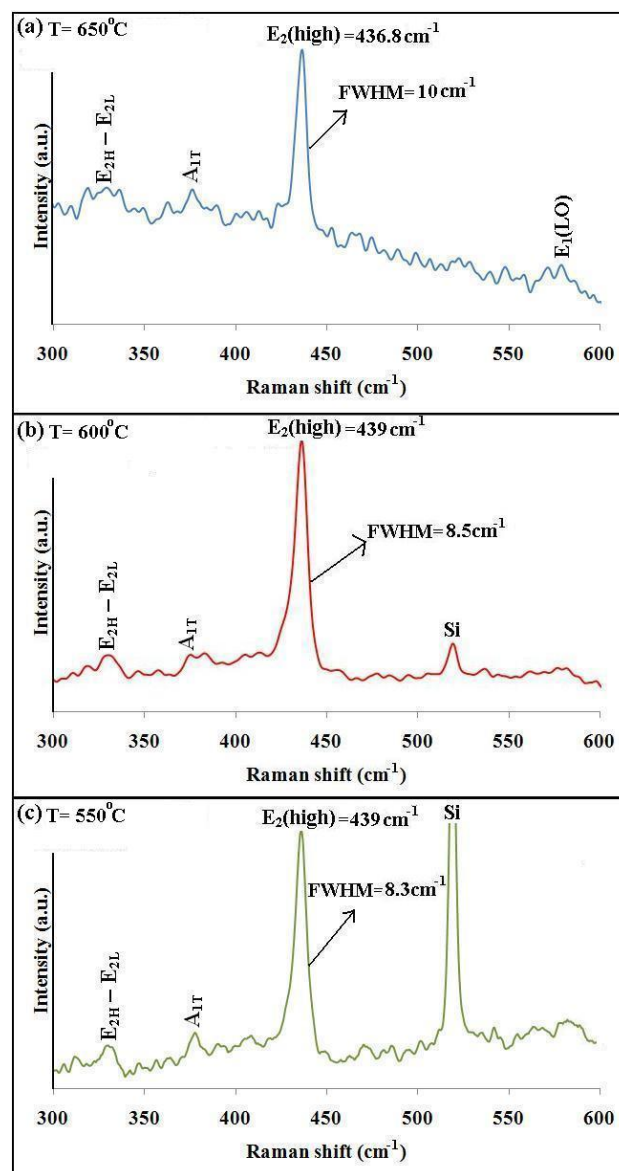 (a) T= 650°C
E₂(high) =436.8 cm⁻¹
FWHM= 10 cm⁻¹
E₂H – E₂L
A₁T
E₁(LO)
Intensity (a.u.)
300 350 400 450 500 550 600
Raman shift (cm⁻¹)
(b) T= 600°C
E₂(high) =439 cm⁻¹
FWHM= 8.5cm⁻¹
E₂H – E₂L
A₁T
Si
Intensity (a.u.)
300 350 400 450 500 550 600
Raman shift (cm⁻¹)
(c) T= 550°C
E₂(high) =439 cm⁻¹
Si
FWHM=8.3cm⁻¹
E₂H – E₂L
A₁T
Intensity (a.u.)
300 350 400 450 500 550 600
Raman shift (cm⁻¹)